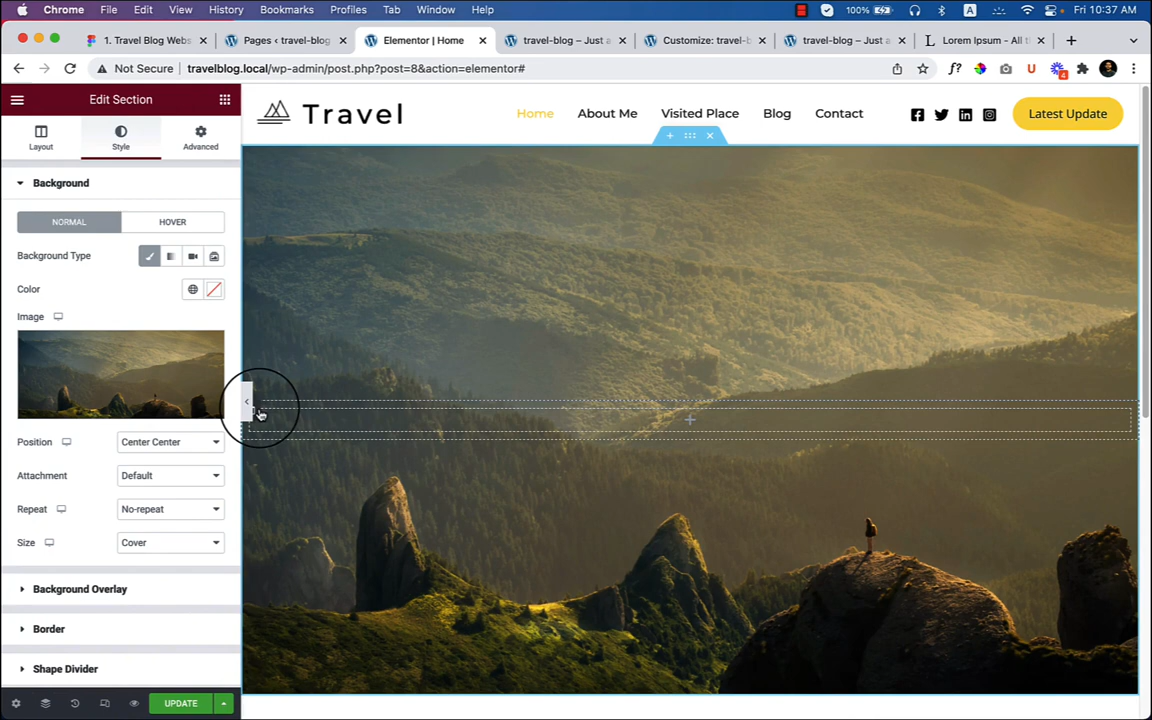 Chrome File Edit View History Bookmarks Profiles Tab Window Help 100% A Fri 10:37 AM
1. Travel Blog Webs Pages ‹ travel-blog Elementor | Home travel-blog – Just a Customize: travel-b travel-blog – Just a Lorem Ipsum - All t
Not Secure travelblog.local/wp-admin/post.php?post=8&action=elementor# f? U 4
Edit Section
Travel Home About Me Visited Place Blog Contact Latest Update
Layout Style Advanced
Background
NORMAL HOVER
Background Type
Color
Image
Position Center Center
Attachment Default
Repeat No-repeat
Size Cover
Background Overlay
Border
Shape Divider
UPDATE